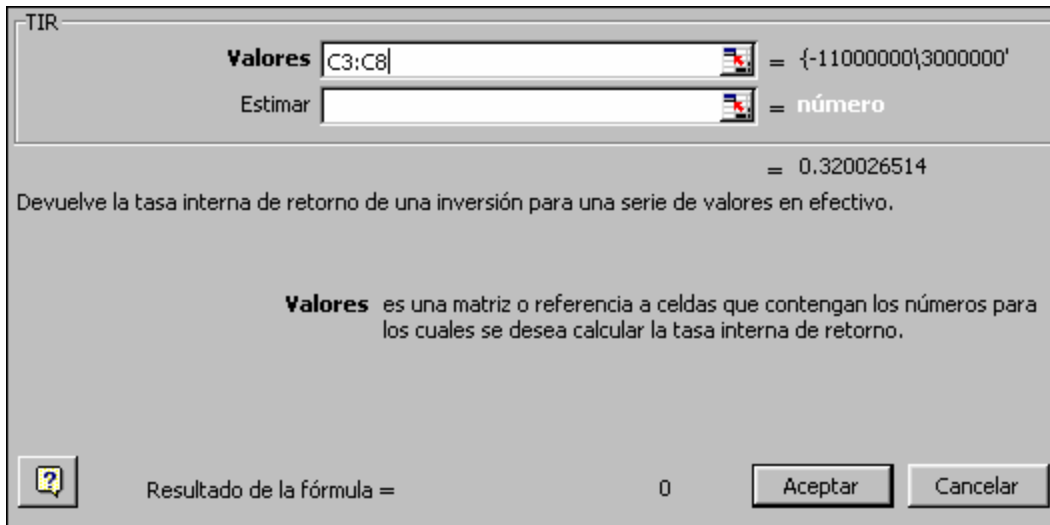 TIR
Valores C3:C8 = {-11000000\3000000'
Estimar = número
= 0.320026514
Devuelve la tasa interna de retorno de una inversión para una serie de valores en efectivo.
Valores es una matriz o referencia a celdas que contengan los números para
los cuales se desea calcular la tasa interna de retorno.
? Resultado de la fórmula = 0 Aceptar Cancelar